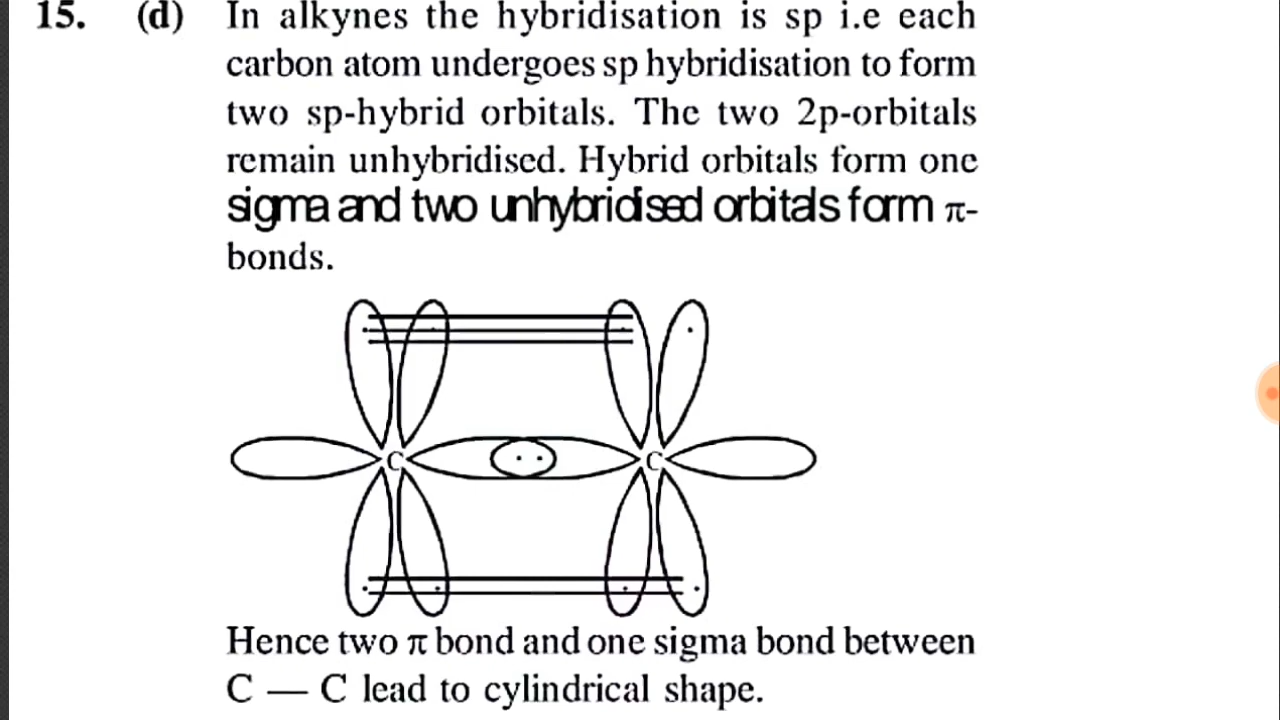 15. (d) In alkynes the hybridisation is sp i.e each
carbon atom undergoes sp hybridisation to form
two sp-hybrid orbitals. The two 2p-orbitals
remain unhybridised. Hybrid orbitals form one
sigma and two unhybridised orbitals form π-
bonds.
C C
Hence two π bond and one sigma bond between
C — C lead to cylindrical shape.